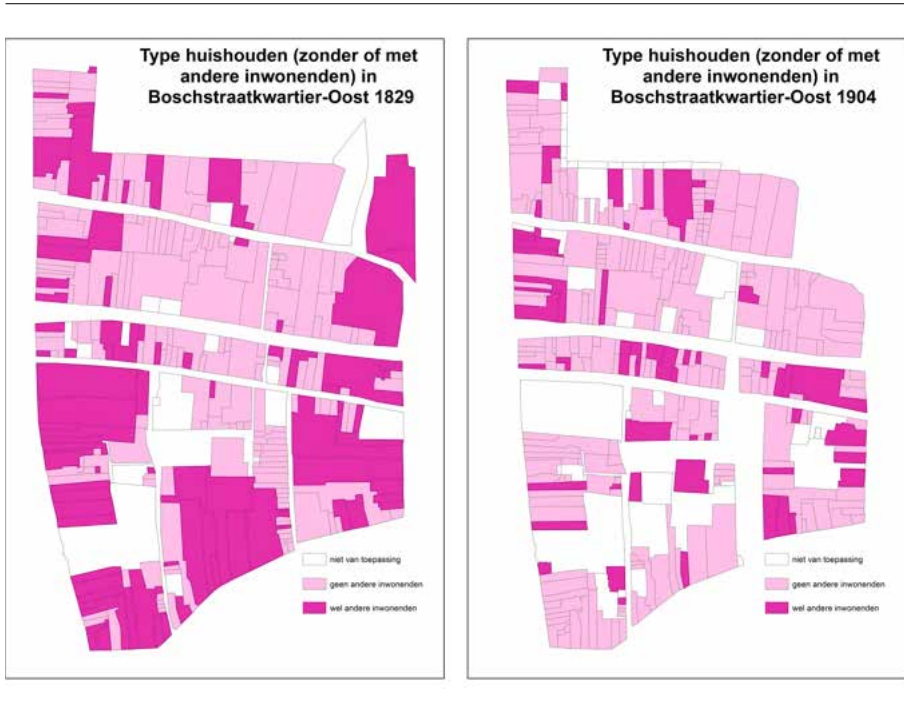 Type huishouden (zonder of met
andere inwonenden) in
Boschstraatkwartier-Oost 1829
niet van toepassing
geen andere inwonenden
wel andere inwonenden
Type huishouden (zonder of met
andere inwonenden) in
Boschstraatkwartier-Oost 1904
niet van toepassing
geen andere inwonenden
wel andere inwonenden